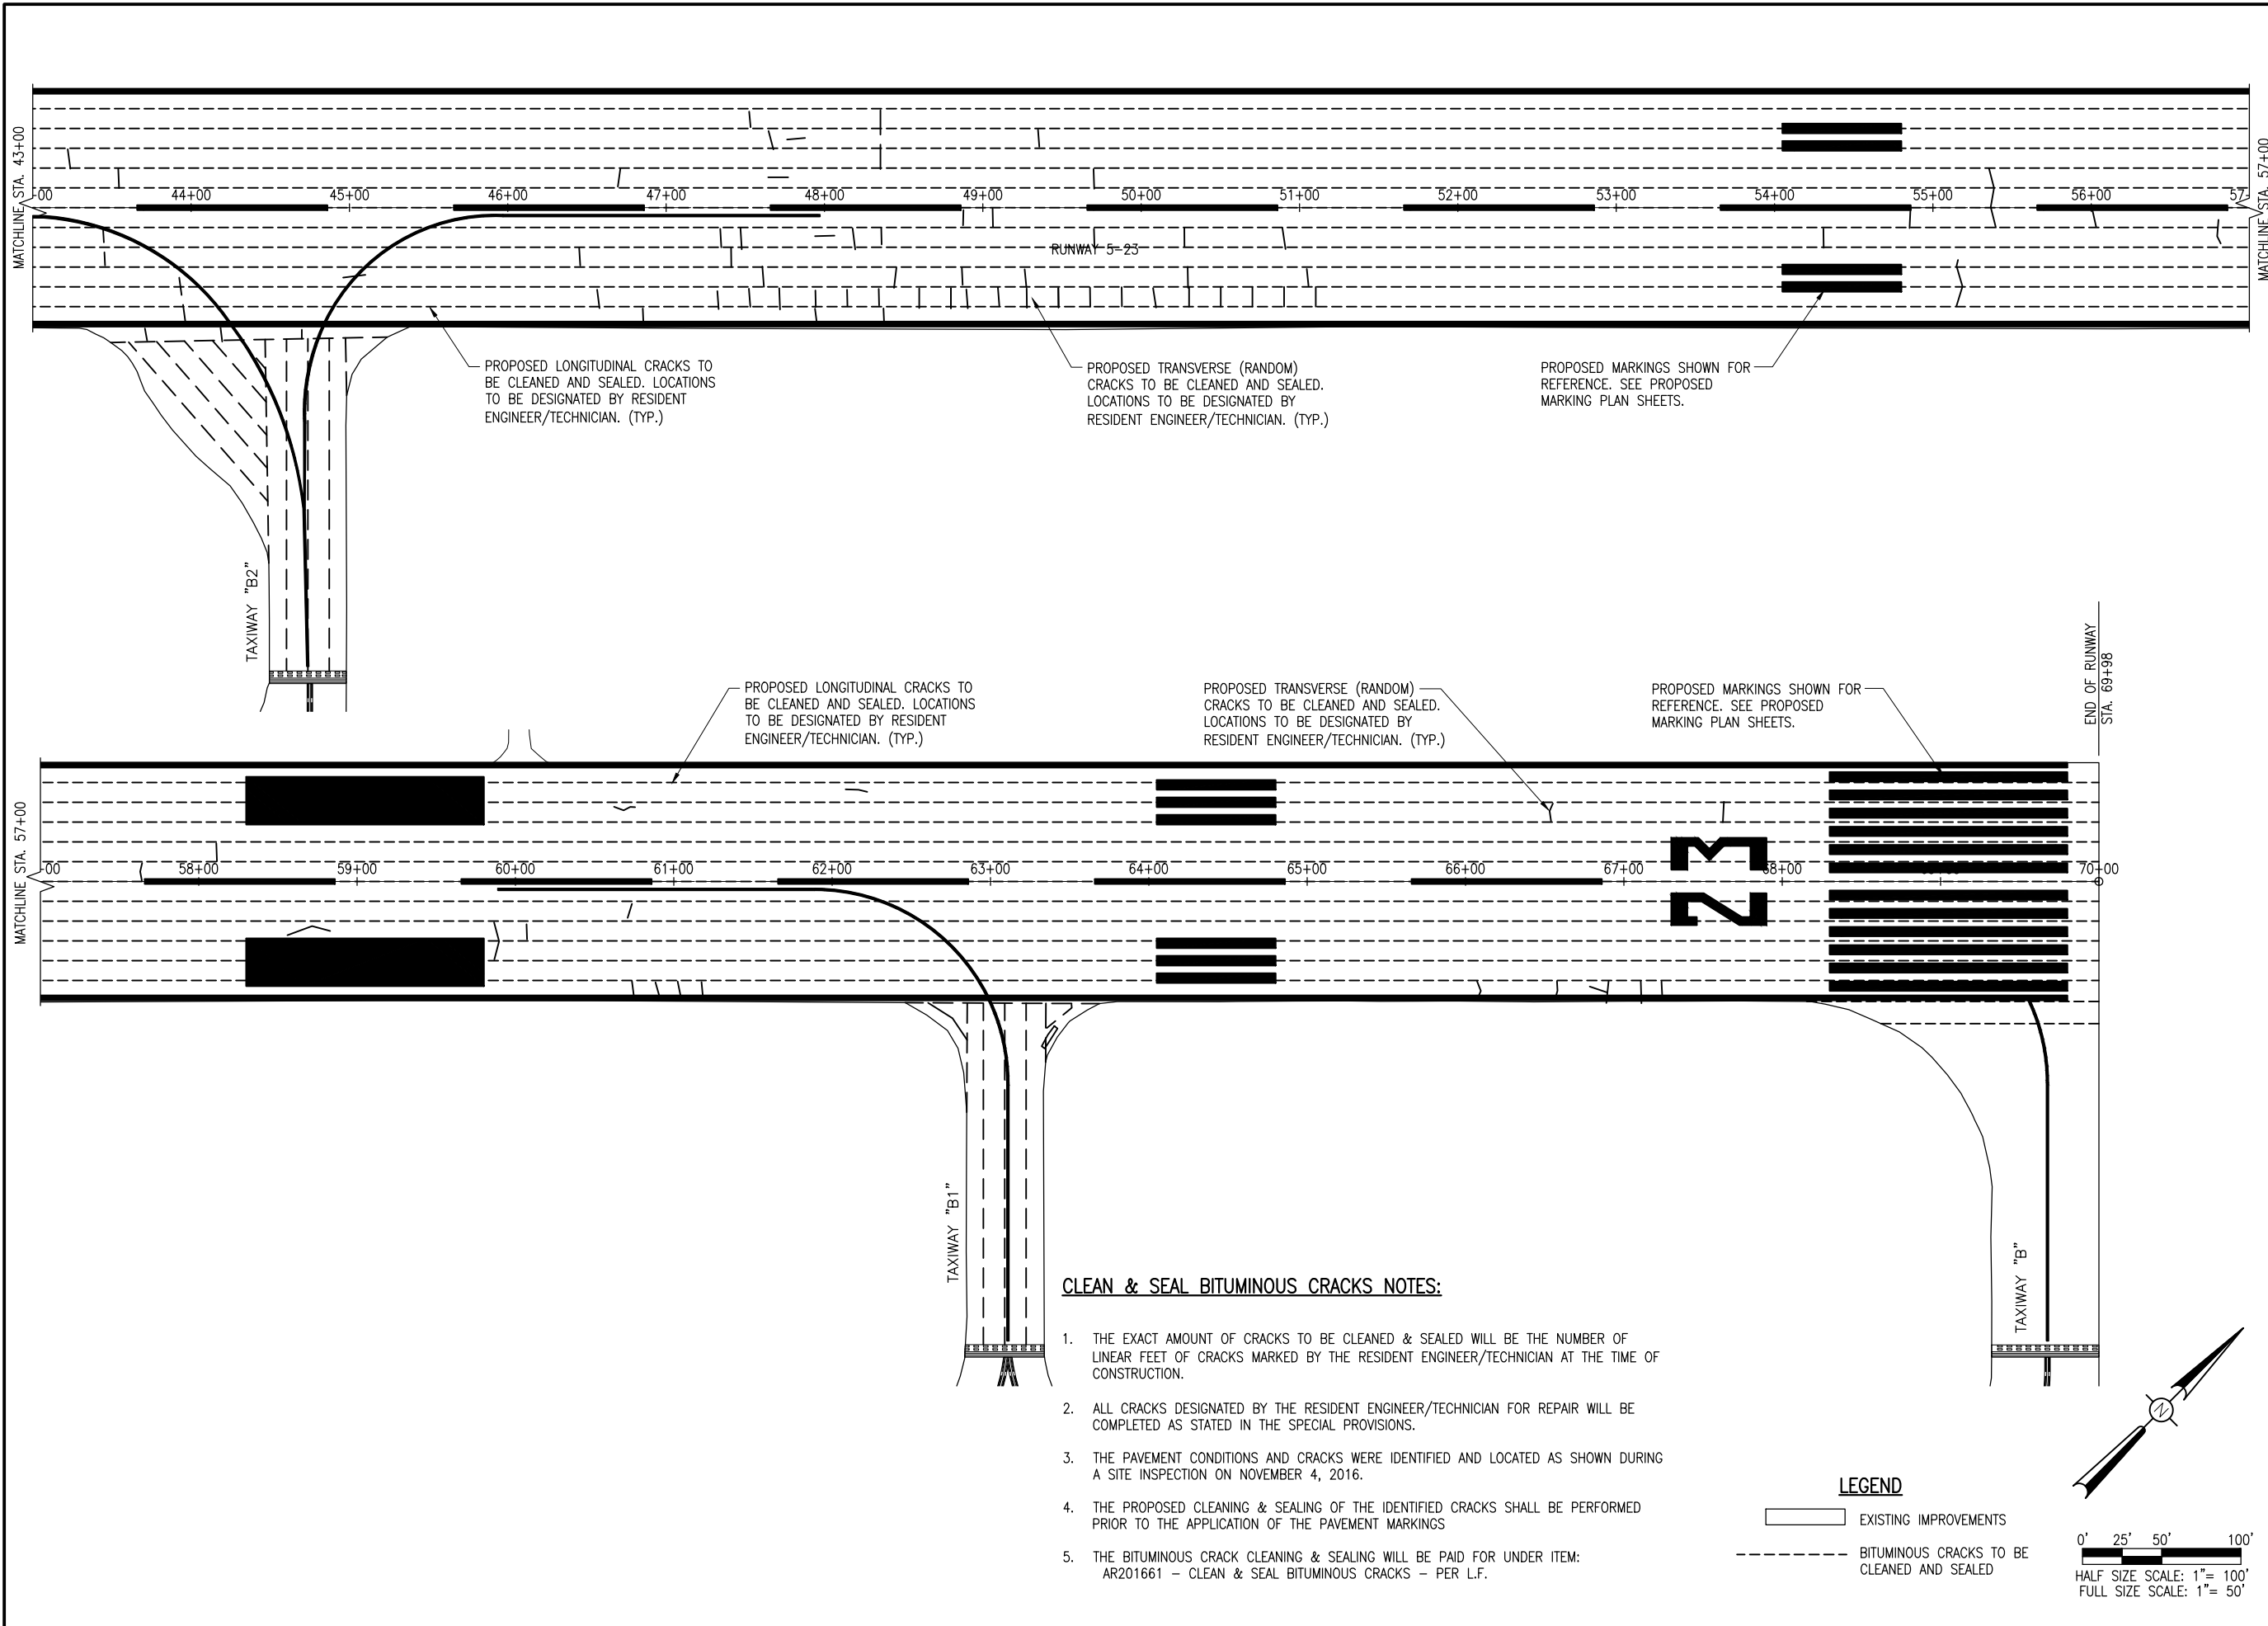 MATCHLINE STA. 43+00
-00
44+00
45+00
46+00
47+00
48+00
49+00
50+00
51+00
52+00
53+00
54+00
55+00
56+00
57-
MATCHLINE STA. 57+00
RUNWAY 5-23
PROPOSED LONGITUDINAL CRACKS TO
BE CLEANED AND SEALED. LOCATIONS
TO BE DESIGNATED BY RESIDENT
ENGINEER/TECHNICIAN. (TYP.)
PROPOSED TRANSVERSE (RANDOM)
CRACKS TO BE CLEANED AND SEALED.
LOCATIONS TO BE DESIGNATED BY
RESIDENT ENGINEER/TECHNICIAN. (TYP.)
PROPOSED MARKINGS SHOWN FOR
REFERENCE. SEE PROPOSED
MARKING PLAN SHEETS.
TAXIWAY "B2"
END OF RUNWAY
STA. 69+98
PROPOSED LONGITUDINAL CRACKS TO
BE CLEANED AND SEALED. LOCATIONS
TO BE DESIGNATED BY RESIDENT
ENGINEER/TECHNICIAN. (TYP.)
PROPOSED TRANSVERSE (RANDOM)
CRACKS TO BE CLEANED AND SEALED.
LOCATIONS TO BE DESIGNATED BY
RESIDENT ENGINEER/TECHNICIAN. (TYP.)
PROPOSED MARKINGS SHOWN FOR
REFERENCE. SEE PROPOSED
MARKING PLAN SHEETS.
MATCHLINE STA. 57+00
-00
58+00
59+00
60+00
61+00
62+00
63+00
64+00
65+00
66+00
67+00
68+00
70+00
23
TAXIWAY "B1"
TAXIWAY "B"
CLEAN & SEAL BITUMINOUS CRACKS NOTES:
1. THE EXACT AMOUNT OF CRACKS TO BE CLEANED & SEALED WILL BE THE NUMBER OF
LINEAR FEET OF CRACKS MARKED BY THE RESIDENT ENGINEER/TECHNICIAN AT THE TIME OF
CONSTRUCTION.
2. ALL CRACKS DESIGNATED BY THE RESIDENT ENGINEER/TECHNICIAN FOR REPAIR WILL BE
COMPLETED AS STATED IN THE SPECIAL PROVISIONS.
3. THE PAVEMENT CONDITIONS AND CRACKS WERE IDENTIFIED AND LOCATED AS SHOWN DURING
A SITE INSPECTION ON NOVEMBER 4, 2016.
4. THE PROPOSED CLEANING & SEALING OF THE IDENTIFIED CRACKS SHALL BE PERFORMED
PRIOR TO THE APPLICATION OF THE PAVEMENT MARKINGS
5. THE BITUMINOUS CRACK CLEANING & SEALING WILL BE PAID FOR UNDER ITEM:
AR201661 - CLEAN & SEAL BITUMINOUS CRACKS - PER L.F.
LEGEND
EXISTING IMPROVEMENTS
BITUMINOUS CRACKS TO BE
CLEANED AND SEALED
N
0' 25' 50' 100'
HALF SIZE SCALE: 1"= 100'
FULL SIZE SCALE: 1"= 50'